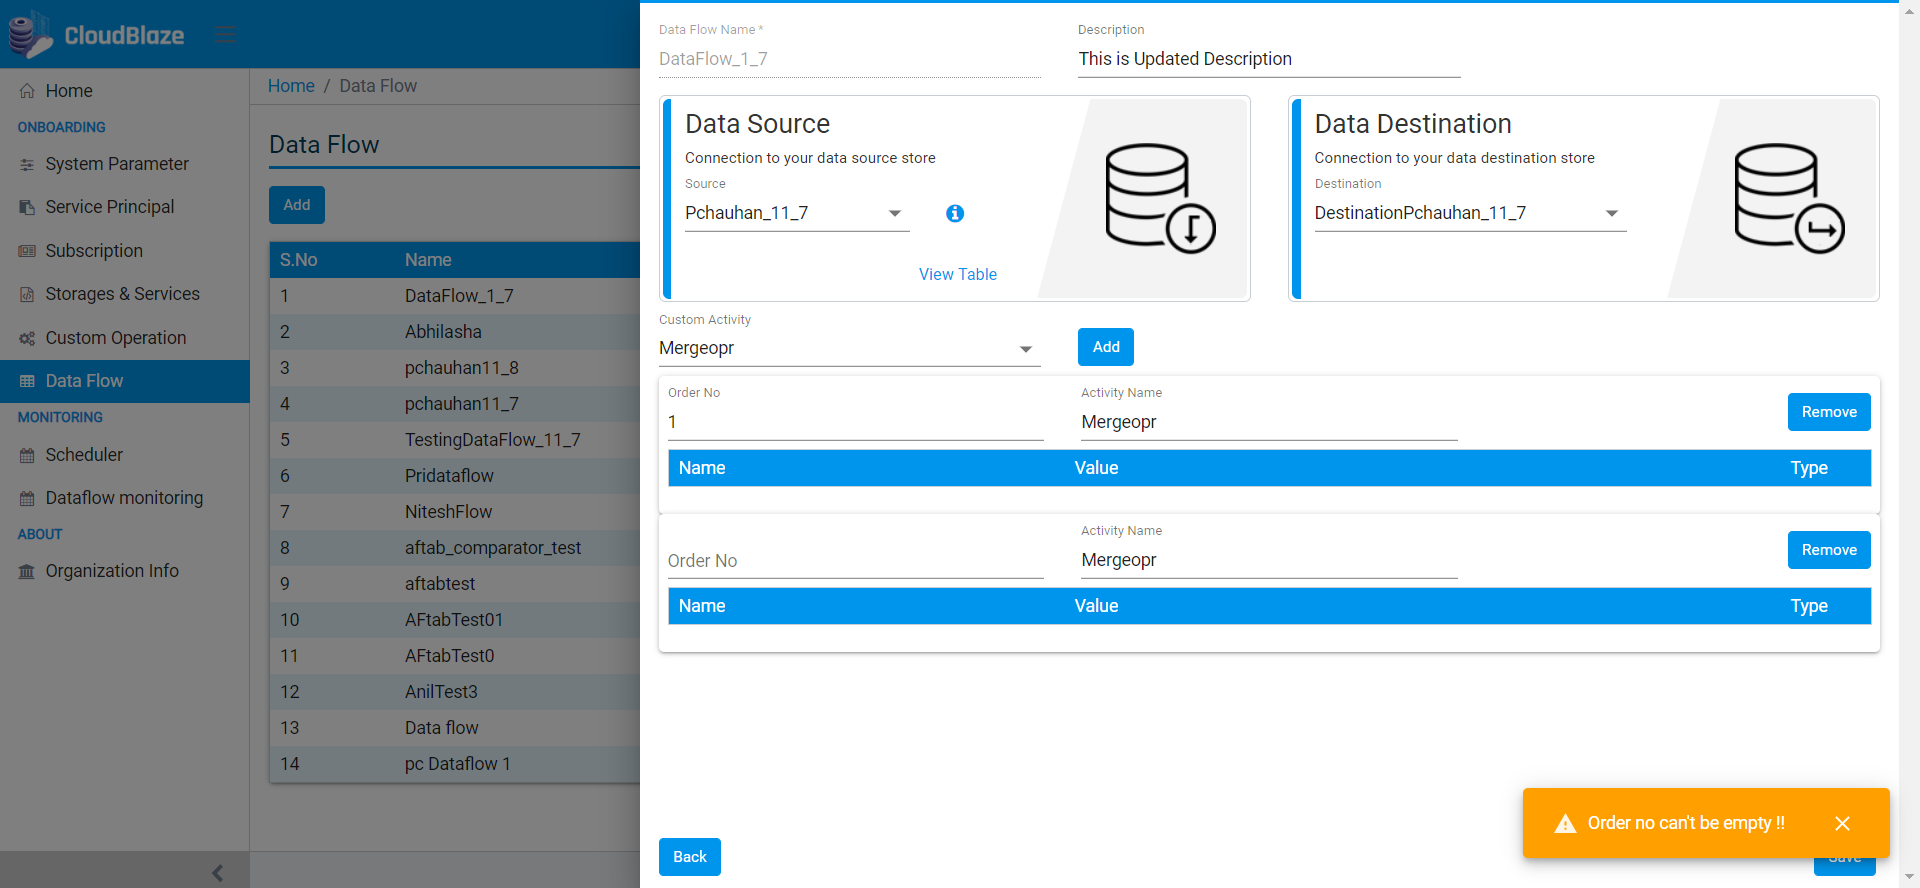 CloudBlaze
Home
ONBOARDING
System Parameter
Service Principal
Subscription
Storages & Services
Custom Operation
Data Flow
MONITORING
Scheduler
Dataflow monitoring
ABOUT
Organization Info
Home / Data Flow
Data Flow
Add
S.No Name
1 DataFlow_1_7
2 Abhilasha
3 pchauhan11_8
4 pchauhan11_7
5 TestingDataFlow_11_7
6 Pridataflow
7 NiteshFlow
8 aftab_comparator_test
9 aftabtest
10 AFtabTest01
11 AFtabTest0
12 AnilTest3
13 Data flow
14 pc Dataflow 1
Data Flow Name *
DataFlow_1_7
Description
This is Updated Description
Data Source
Connection to your data source store
Source
Pchauhan_11_7
View Table
Data Destination
Connection to your data destination store
Destination
DestinationPchauhan_11_7
Custom Activity
Mergeopr
Add
Order No
1
Activity Name
Mergeopr
Remove
Name Value Type
Order No
Activity Name
Mergeopr
Remove
Name Value Type
Order no can't be empty !!
Back
Save